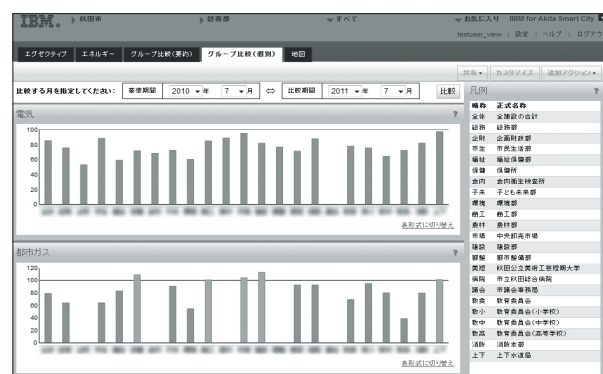 IBM. 秋田市 総務部 すべて お気に入り IIBM for Akita Smart City
testuser_view | 設定 | ヘルプ | ログアウ
エグゼクティブ エネルギー グループ比較(要約) グループ比較(個別) 地図
共有 カスタマイズ 追加アクション
比較する月を指定してください: 基準期間 2010 年 7 月 ⇔ 比較期間 2011 年 7 月 比較
凡例 ?
略称 正式名称
全体 全施設の合計
総務 総務部
企財 企画財政部
市生 市民生活部
福祉 福祉保健部
保健 保健所
食肉 食肉衛生検査所
子未 子ども未来部
環境 環境部
商工 商工部
農林 農林部
市場 中央卸売市場
建設 建設部
都整 都市整備部
美短 秋田公立美術工芸短期大学
病院 市立秋田総合病院
議会 市議会事務局
教委 教育委員会
教小 教育委員会(小学校)
教中 教育委員会(中学校)
教高 教育委員会(高等学校)
消防 消防本部
上下 上下水道局
電気 ?
100
80
60
40
20
0
表形式に切り替え
都市ガス ?
120
100
80
60
40
20
0
表形式に切り替え